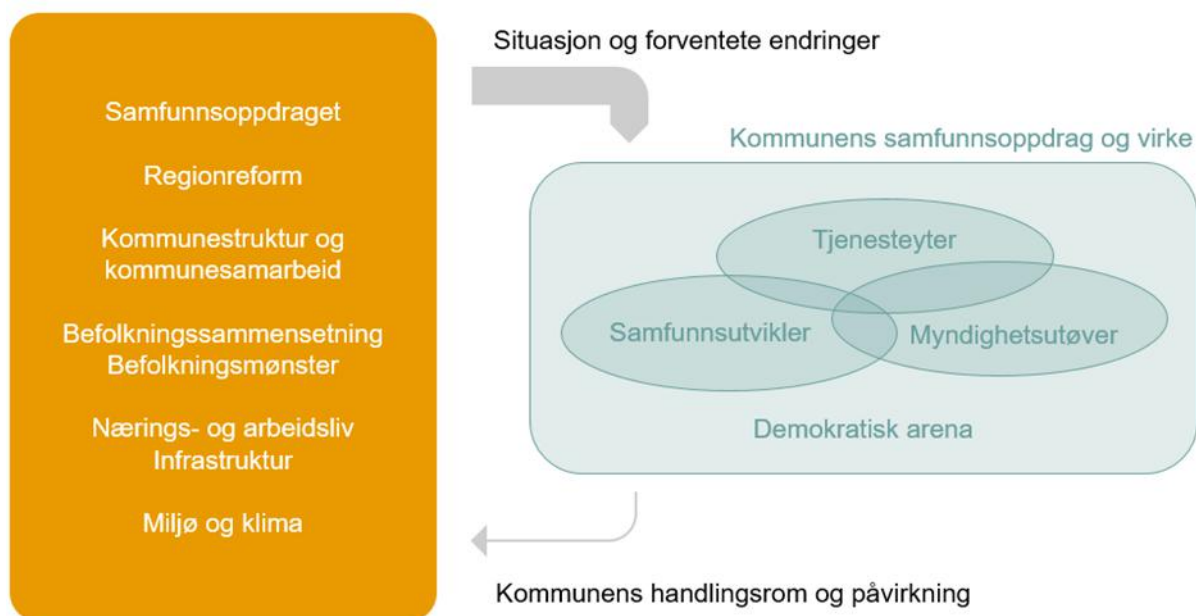 Samfunnsoppdraget
Regionreform
Kommunestruktur og
kommunesamarbeid
Befolkningssammensetning
Befolkningsmønster
Nærings- og arbeidsliv
Infrastruktur
Miljø og klima
Situasjon og forventete endringer
Kommunens samfunnsoppdrag og virke
Tjenesteyter
Samfunnsutvikler
Myndighetsutøver
Demokratisk arena
Kommunens handlingsrom og påvirkning